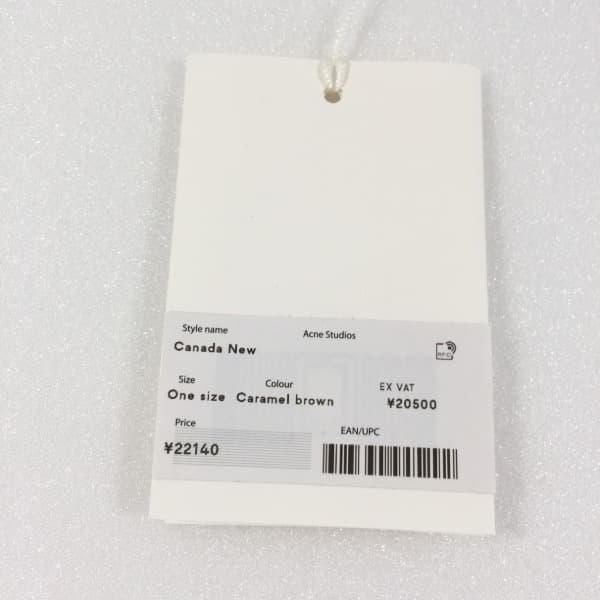 Style name Acne Studios
Canada New
RFID
Size Colour EX VAT
One size Caramel brown ¥20500
Price EAN/UPC
¥22140